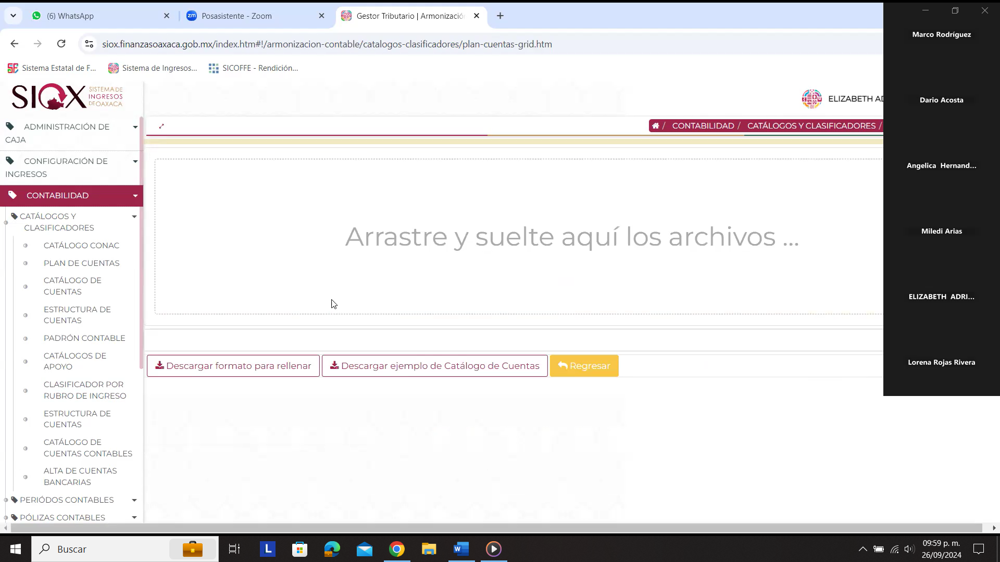 (6) WhatsApp
Posasistente - Zoom
Gestor Tributario | Armonizació
siox.finanzasoaxaca.gob.mx/index.htm#!/armonizacion-contable/catalogos-clasificadores/plan-cuentas-grid.htm
Sistema Estatal de F...
Sistema de Ingresos...
SICOFFE - Rendición...
SIOX
SISTEMA DE
INGRESOS
DE OAXACA
ELIZABETH AD
CONTABILIDAD / CATÁLOGOS Y CLASIFICADORES /
ADMINISTRACIÓN DE
CAJA
CONFIGURACIÓN DE
INGRESOS
CONTABILIDAD
CATÁLOGOS Y
CLASIFICADORES
CATÁLOGO CONAC
PLAN DE CUENTAS
CATÁLOGO DE
CUENTAS
ESTRUCTURA DE
CUENTAS
PADRÓN CONTABLE
CATÁLOGOS DE
APOYO
CLASIFICADOR POR
RUBRO DE INGRESO
ESTRUCTURA DE
CUENTAS
CATÁLOGO DE
CUENTAS CONTABLES
ALTA DE CUENTAS
BANCARIAS
PERIÓDOS CONTABLES
PÓLIZAS CONTABLES
Arrastre y suelte aquí los archivos ...
Descargar formato para rellenar
Descargar ejemplo de Catálogo de Cuentas
Regresar
Marco Rodríguez
Dario Acosta
Angelica Hernand...
Miledi Arias
ELIZABETH ADRI...
Lorena Rojas Rivera
Buscar
09:59 p. m.
26/09/2024